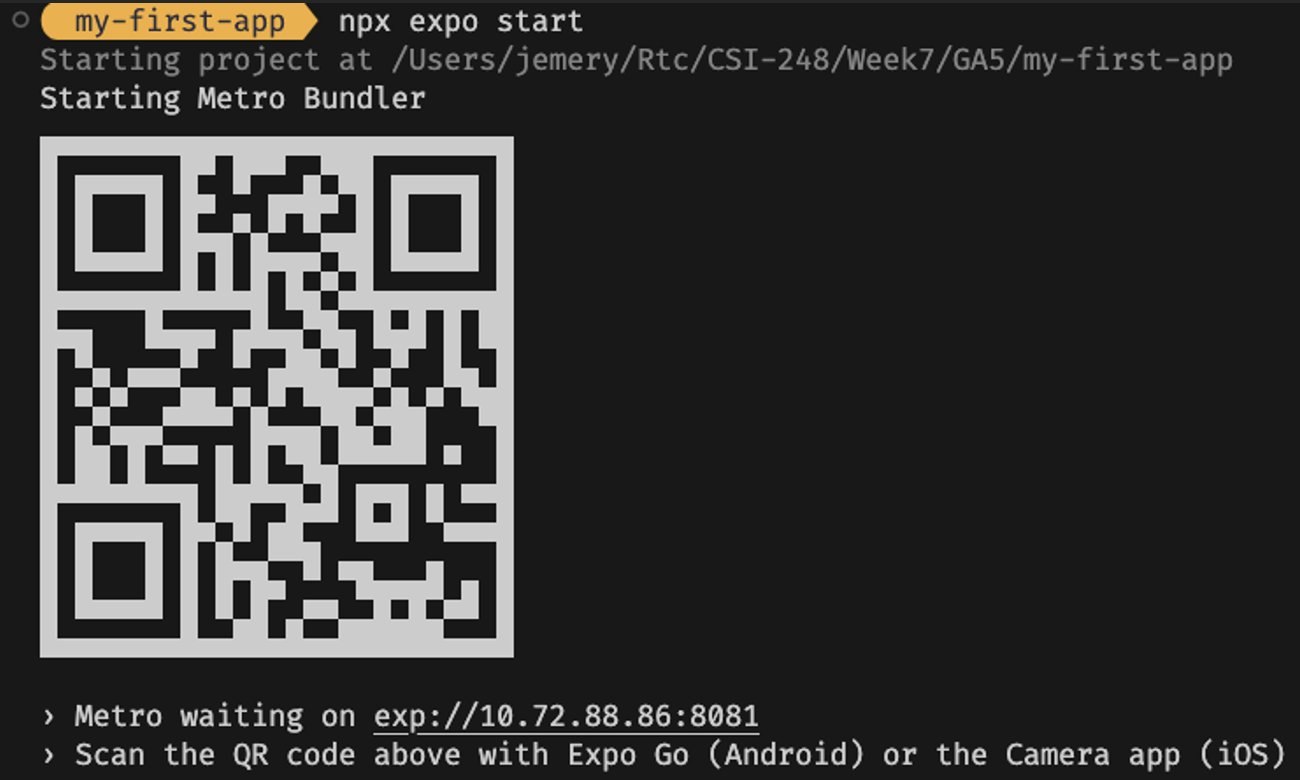 my-first-app npx expo start
Starting project at /Users/jemery/Rtc/CSI-248/Week7/GA5/my-first-app
Starting Metro Bundler
› Metro waiting on exp://10.72.88.86:8081
› Scan the QR code above with Expo Go (Android) or the Camera app (iOS)